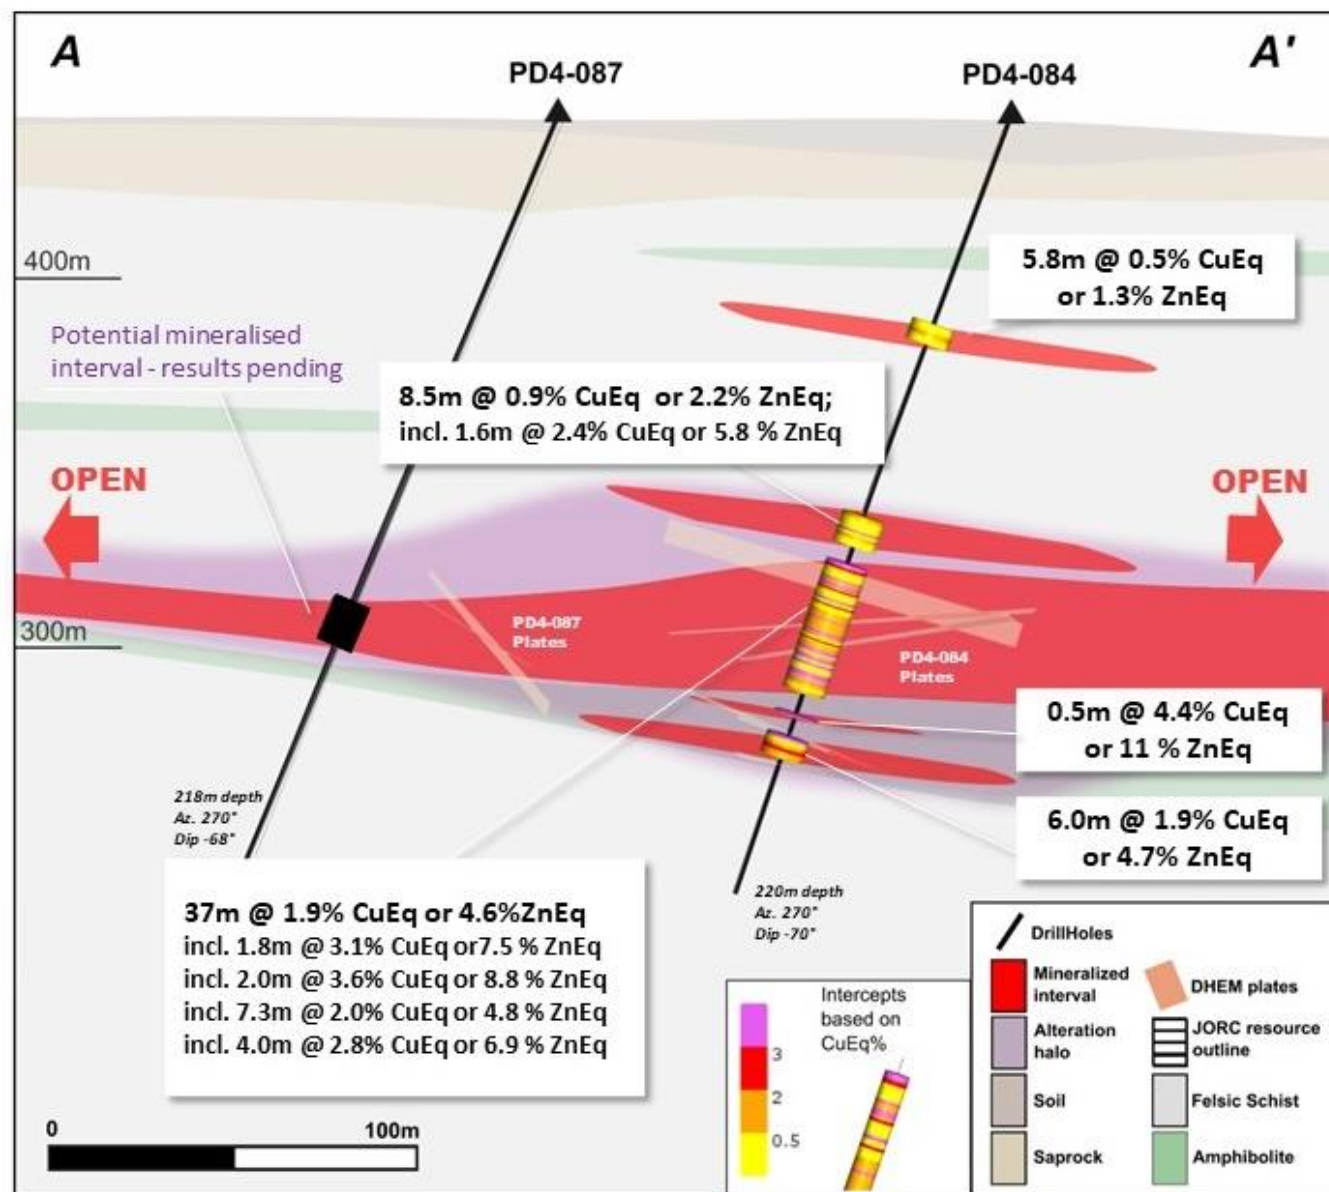 A
A'
PD4-087
PD4-084
400m
5.8m @ 0.5% CuEq
or 1.3% ZnEq
Potential mineralised
interval - results pending
8.5m @ 0.9% CuEq or 2.2% ZnEq;
incl. 1.6m @ 2.4% CuEq or 5.8 % ZnEq
OPEN
OPEN
300m
PD4-087
Plates
PD4-084
Plates
0.5m @ 4.4% CuEq
or 11 % ZnEq
218m depth
Az. 270°
Dip -68°
6.0m @ 1.9% CuEq
or 4.7% ZnEq
37m @ 1.9% CuEq or 4.6%ZnEq
incl. 1.8m @ 3.1% CuEq or7.5 % ZnEq
incl. 2.0m @ 3.6% CuEq or 8.8 % ZnEq
incl. 7.3m @ 2.0% CuEq or 4.8 % ZnEq
incl. 4.0m @ 2.8% CuEq or 6.9 % ZnEq
220m depth
Az. 270°
Dip -70°
0
100m
Intercepts
based on
CuEq%
3
2
0.5
DrillHoles
Mineralized
interval
DHEM plates
Alteration
halo
JORC resource
outline
Soil
Felsic Schist
Saprock
Amphibolite